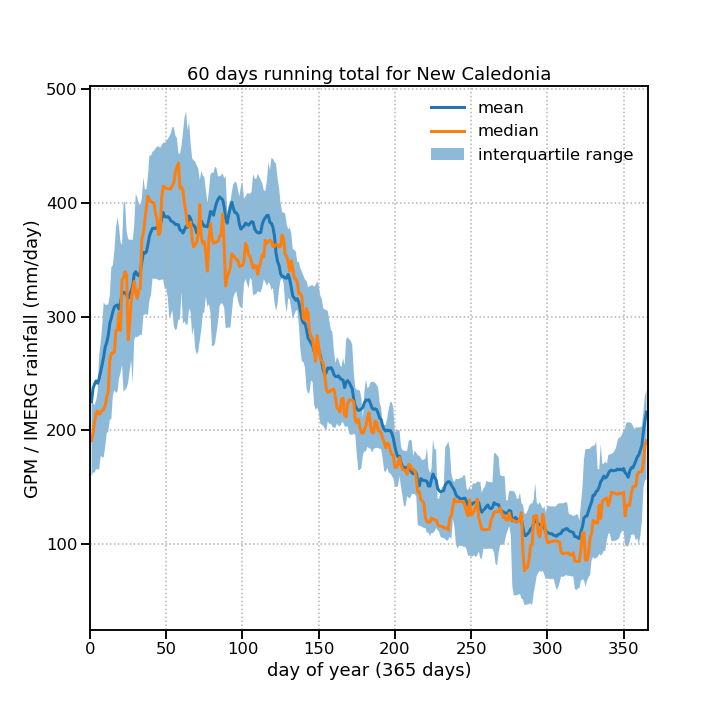 60 days running total for New Caledonia
500
400
300
200
100
GPM / IMERG rainfall (mm/day)
mean
median
interquartile range
0 50 100 150 200 250 300 350
day of year (365 days)